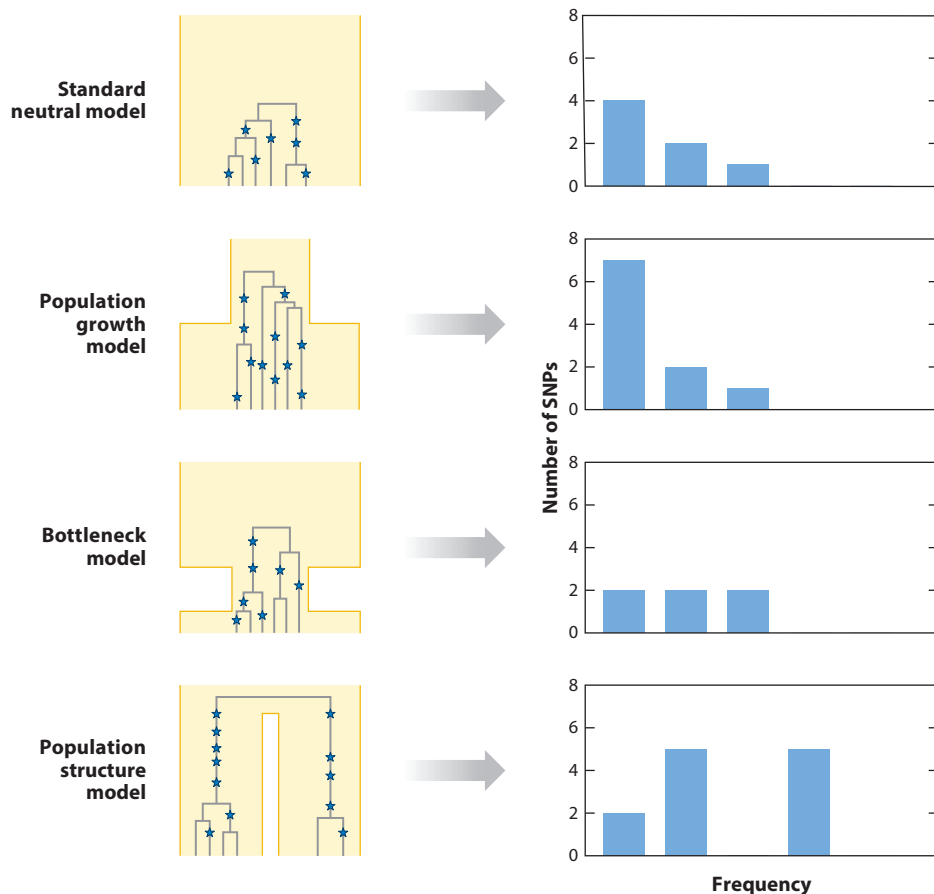 Standard
neutral model
8
6
4
2
0
Population
growth
model
8
6
4
2
0
Number of SNPs
Bottleneck
model
8
6
4
2
0
Population
structure
model
8
6
4
2
0
Frequency